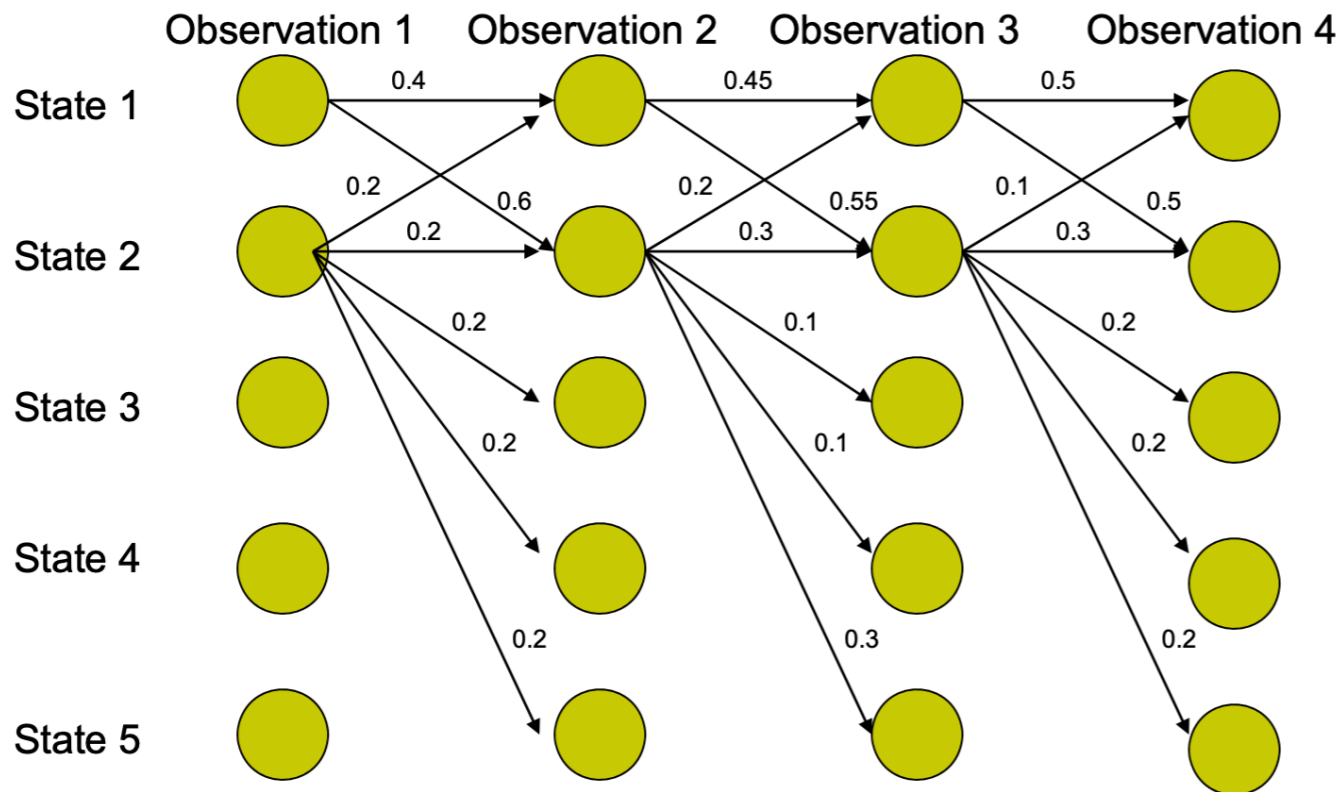 Observation 1 Observation 2 Observation 3 Observation 4
State 1
0.4 0.45 0.5
0.2 0.6 0.2 0.55 0.1 0.5
State 2
0.2 0.3 0.3
0.2 0.1 0.2
State 3
0.2 0.1 0.2
State 4
0.2 0.3 0.2
State 5